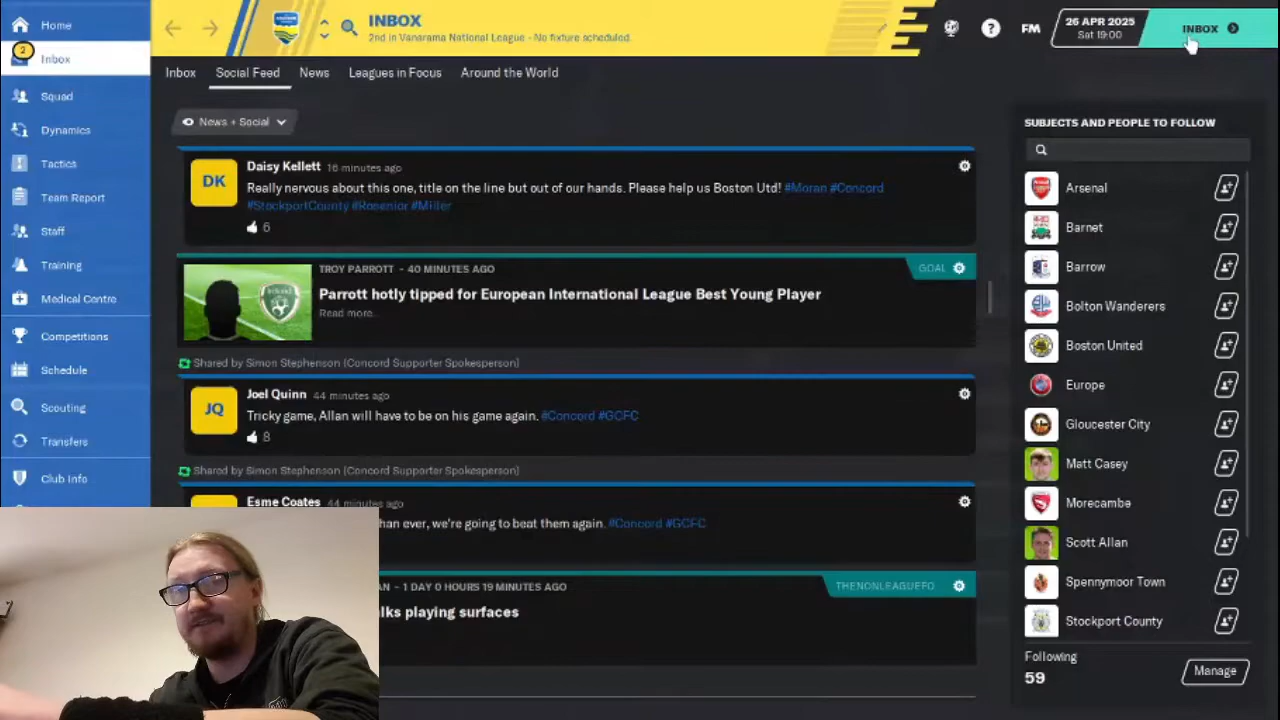 Home
2
Inbox
Squad
Dynamics
Tactics
Team Report
Staff
Training
Medical Centre
Competitions
Schedule
Scouting
Transfers
Club Info
INBOX
2nd in Vanarama National League - No fixture scheduled.
?
FM
26 APR 2025
Sat 19:00
INBOX
Inbox
Social Feed
News
Leagues in Focus
Around the World
News + Social
DK
Daisy Kellett 16 minutes ago
Really nervous about this one, title on the line but out of our hands. Please help us Boston Utd! #Moran #Concord
#StockportCounty #Rosenior #Miller
6
TROY PARROTT - 40 MINUTES AGO
GOAL
Parrott hotly tipped for European International League Best Young Player
Read more...
Shared by Simon Stephenson (Concord Supporter Spokesperson)
JQ
Joel Quinn 44 minutes ago
Tricky game, Allan will have to be on his game again. #Concord #GCFC
8
Shared by Simon Stephenson (Concord Supporter Spokesperson)
Esme Coates 44 minutes ago
than ever, we're going to beat them again. #Concord #GCFC
AN - 1 DAY 0 HOURS 19 MINUTES AGO
THENONLEAGUEFO
alks playing surfaces
SUBJECTS AND PEOPLE TO FOLLOW
Arsenal
Barnet
Barrow
Bolton Wanderers
Boston United
Europe
Gloucester City
Matt Casey
Morecambe
Scott Allan
Spennymoor Town
Stockport County
Following
59
Manage